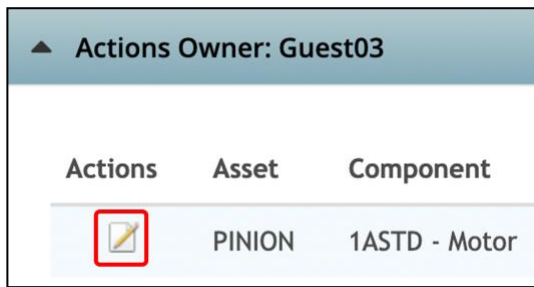 Actions Owner: Guest03
Actions Asset Component
PINION 1ASTD - Motor